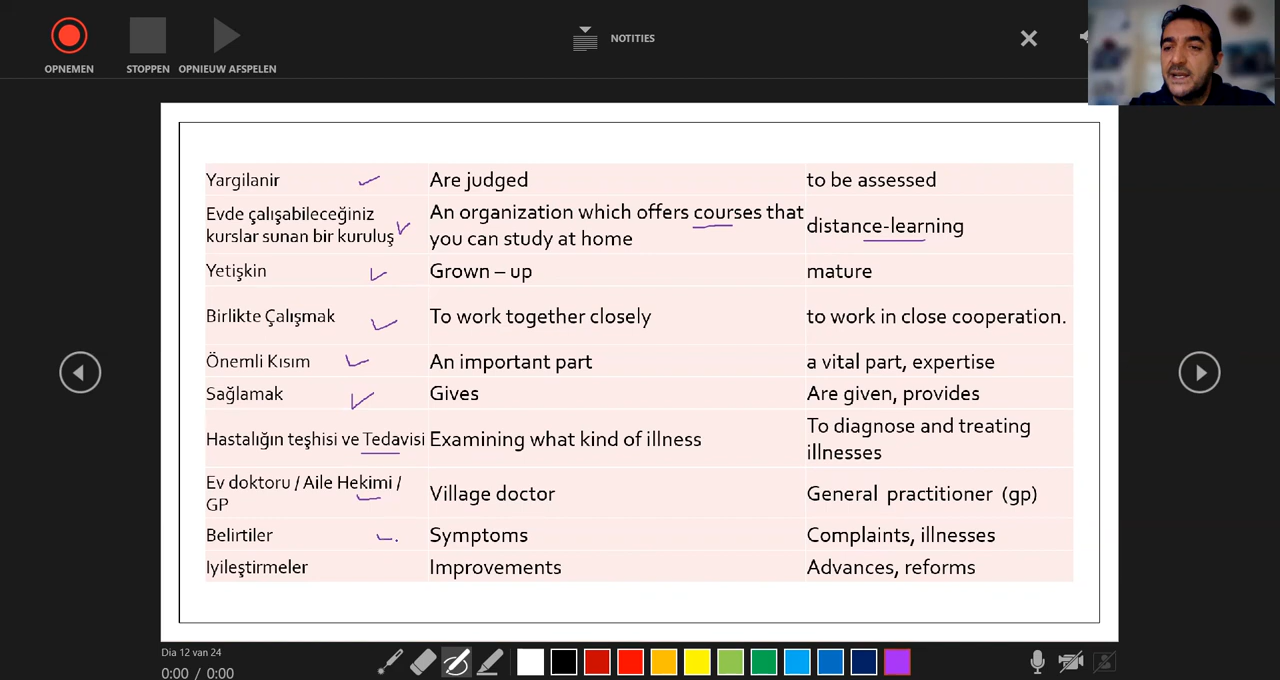 NOTITIES
OPNEMEN
STOPPEN
OPNIEUW AFSPELEN
Yargilanir
Are judged
to be assessed
Evde çalışabileceğiniz
kurslar sunan bir kuruluş
An organization which offers courses that
you can study at home
distance-learning
Yetişkin
Grown – up
mature
Birlikte Çalışmak
To work together closely
to work in close cooperation.
Önemli Kısım
An important part
a vital part, expertise
Sağlamak
Gives
Are given, provides
Hastalığın teşhisi ve Tedavisi
Examining what kind of illness
To diagnose and treating
illnesses
Ev doktoru / Aile Hekimi /
GP
Village doctor
General practitioner (gp)
Belirtiler
Symptoms
Complaints, illnesses
Iyileştirmeler
Improvements
Advances, reforms
Dia 12 van 24
0:00 / 0:00